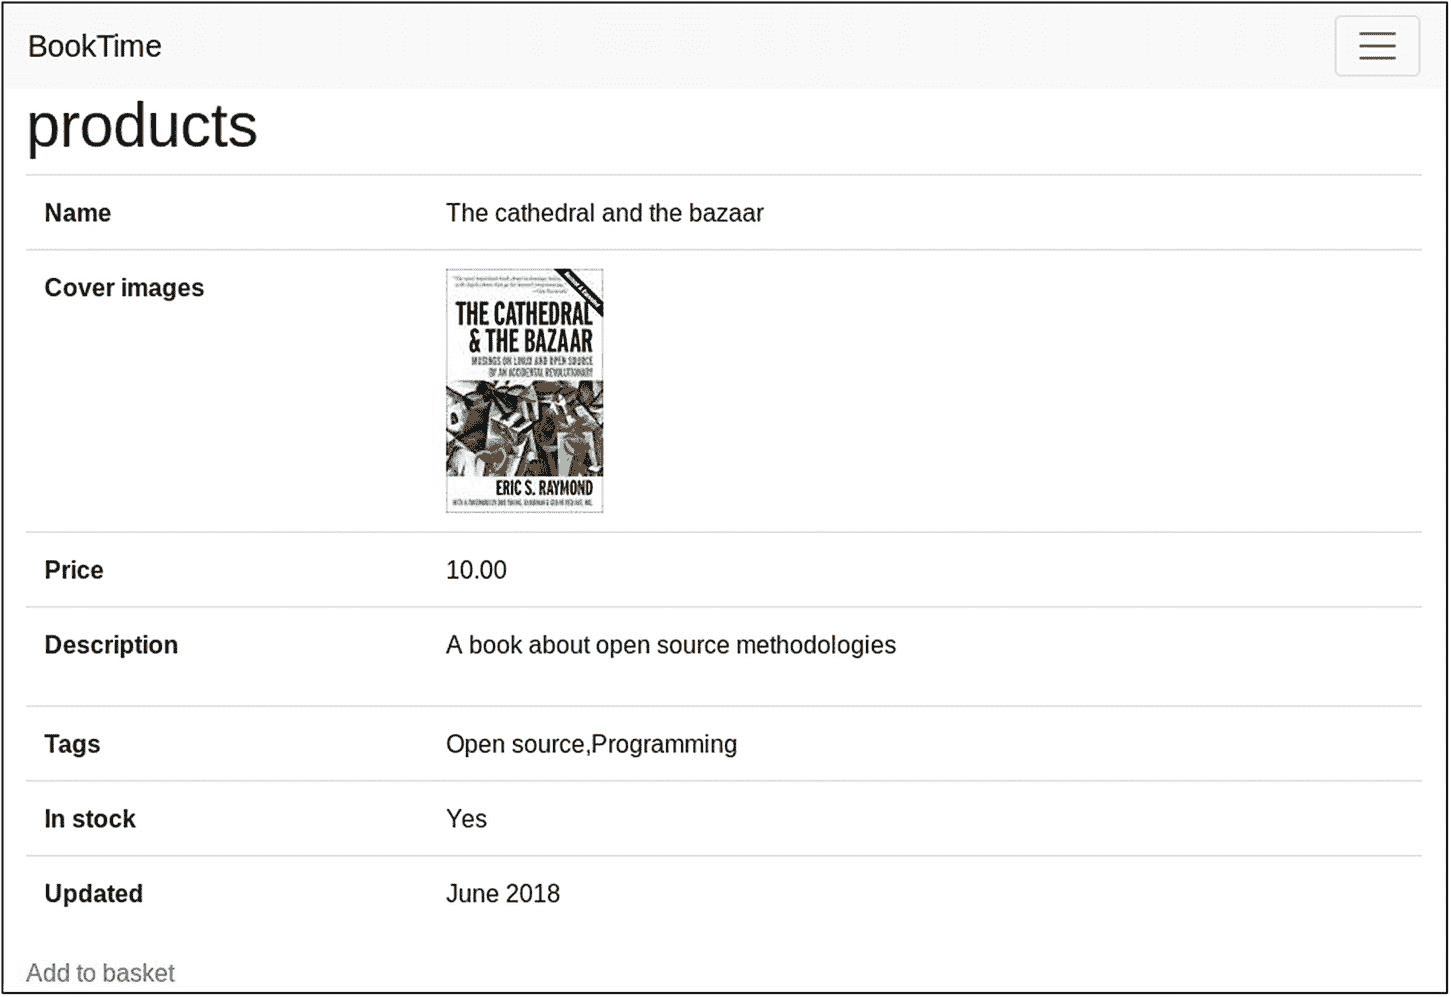 BookTime
products
Name
The cathedral and the bazaar
Cover images
THE CATHEDRAL
& THE BAZAAR
MUSINGS ON LINUX AND OPEN SOURCE
BY AN ACCIDENTAL REVOLUTIONARY
ERIC S. RAYMOND
Price
10.00
Description
A book about open source methodologies
Tags
Open source,Programming
In stock
Yes
Updated
June 2018
Add to basket